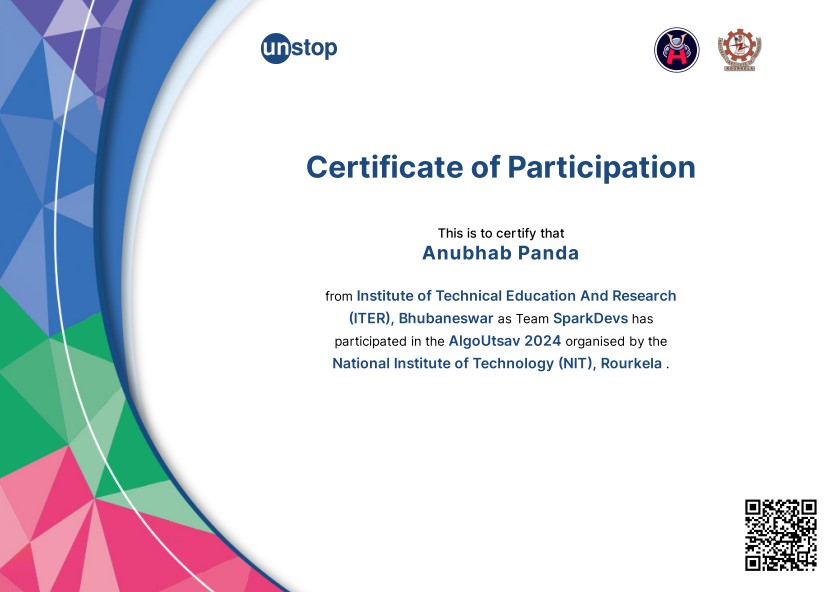 unstop
Certificate of Participation
This is to certify that
Anubhab Panda
from Institute of Technical Education And Research
(ITER), Bhubaneswar as Team SparkDevs has
participated in the AlgoUtsav 2024 organised by the
National Institute of Technology (NIT), Rourkela .